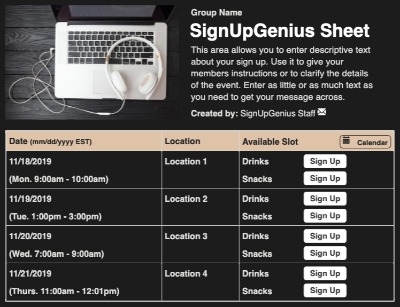 Group Name
SignUpGenius Sheet
This area allows you to enter descriptive text
about your sign up. Use it to give your
members instructions or to clarify the details
of the event. Enter as little or as much text as
you need to get your message across.
Created by: SignUpGenius Staff
Date (mm/dd/yyyy EST) Location Available Slot Calendar
11/18/2019 Location 1 Drinks Sign Up
(Mon. 9:00am - 10:00am) Snacks Sign Up
11/19/2019 Location 2 Drinks Sign Up
(Tue. 1:00pm - 3:00pm) Snacks Sign Up
11/20/2019 Location 3 Drinks Sign Up
(Wed. 7:00am - 9:00am) Snacks Sign Up
11/21/2019 Location 4 Drinks Sign Up
(Thurs. 11:00am - 12:01pm) Snacks Sign Up